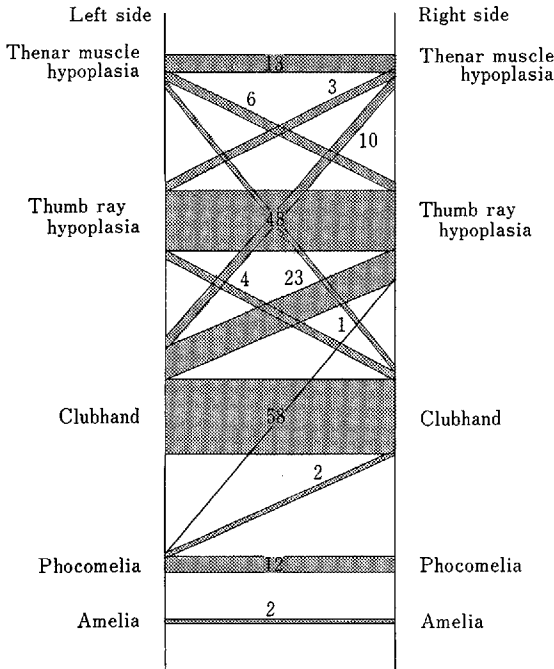 Left side
Right side
Thenar muscle
hypoplasia
13
Thenar muscle
hypoplasia
3
6
10
Thumb ray
hypoplasia
48
Thumb ray
hypoplasia
23
4
1
Clubhand
58
Clubhand
2
Phocomelia
12
Phocomelia
2
Amelia
Amelia